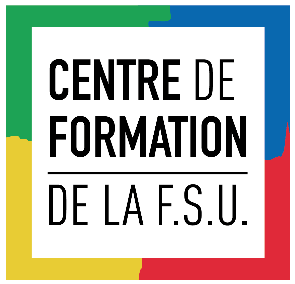 CENTRE DE
FORMATION
DE LA F.S.U.